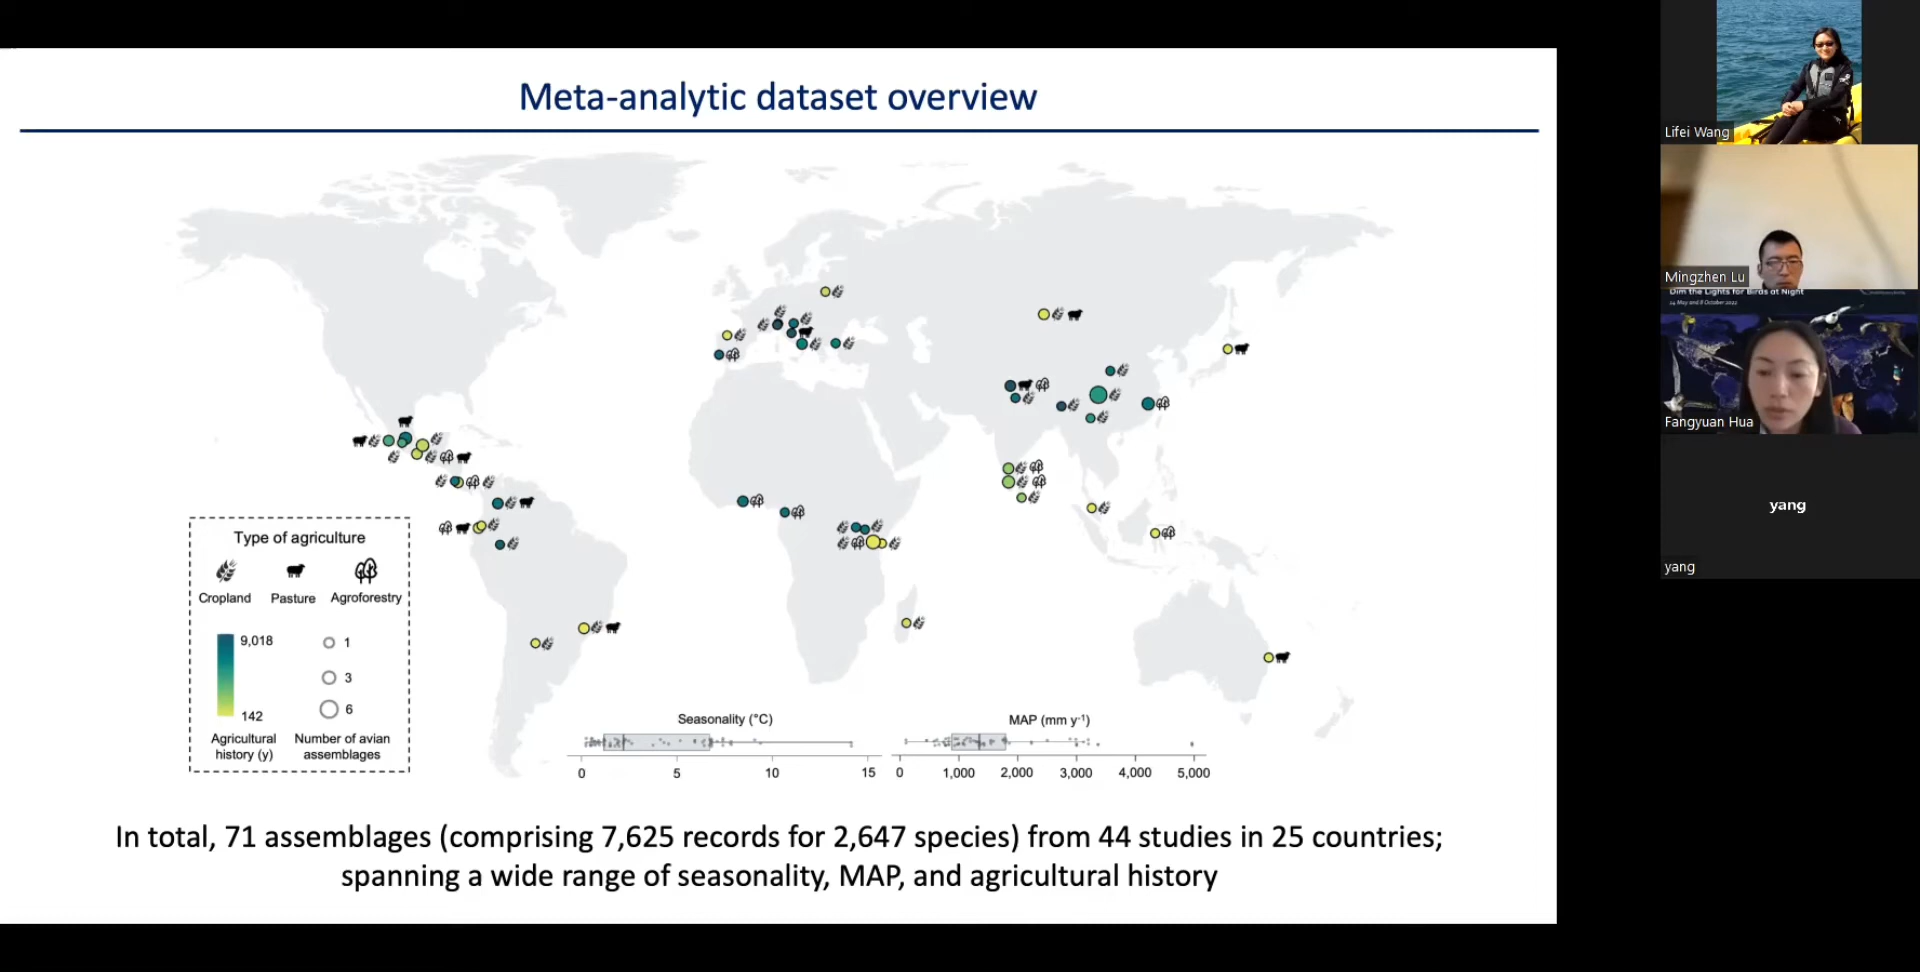 Meta-analytic dataset overview
Type of agriculture
Cropland Pasture Agroforestry
9,018
142
Agricultural
history (y)
1
3
6
Number of avian
assemblages
Seasonality (°C)
0 5 10 15
MAP (mm y⁻¹)
0 1,000 2,000 3,000 4,000 5,000
In total, 71 assemblages (comprising 7,625 records for 2,647 species) from 44 studies in 25 countries;
spanning a wide range of seasonality, MAP, and agricultural history
Lifei Wang
Mingzhen Lu
Dim the Lights for Birds at Night
Fangyuan Hua
yang
yang